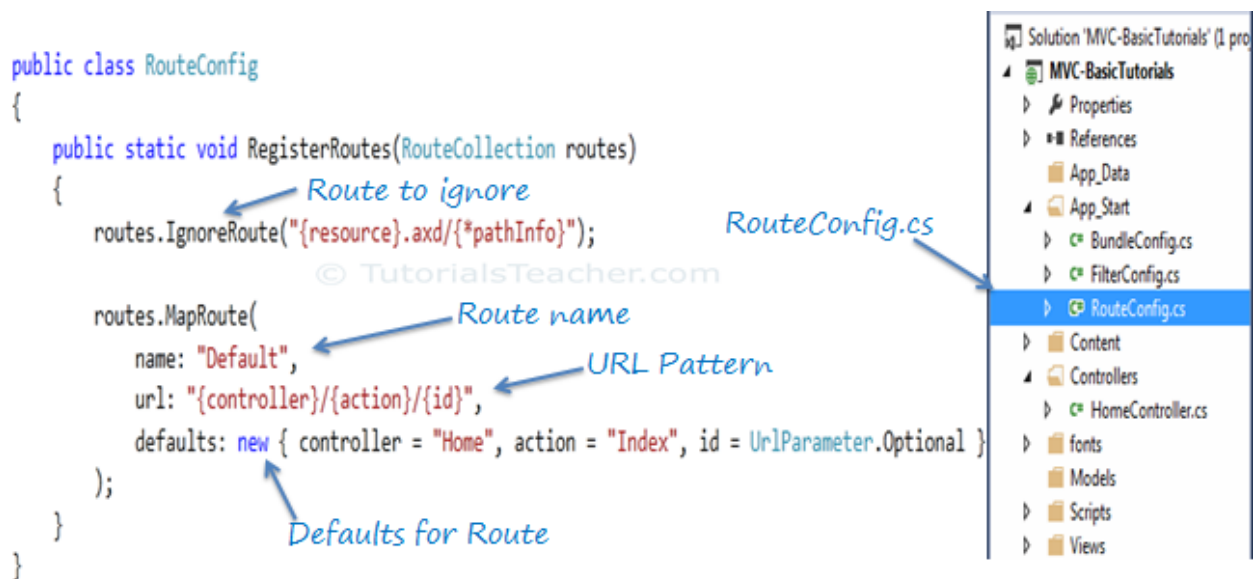 public class RouteConfig
{
public static void RegisterRoutes(RouteCollection routes)
{
Route to ignore
routes.IgnoreRoute("{resource}.axd/{*pathInfo}");
© TutorialsTeacher.com
routes.MapRoute(
Route name
name: "Default",
URL Pattern
url: "{controller}/{action}/{id}",
defaults: new { controller = "Home", action = "Index", id = UrlParameter.Optional }
);
Defaults for Route
}
}
RouteConfig.cs
Solution 'MVC-BasicTutorials' (1 proj
MVC-BasicTutorials
Properties
References
App_Data
App_Start
C# BundleConfig.cs
C# FilterConfig.cs
C# RouteConfig.cs
Content
Controllers
C# HomeController.cs
fonts
Models
Scripts
Views